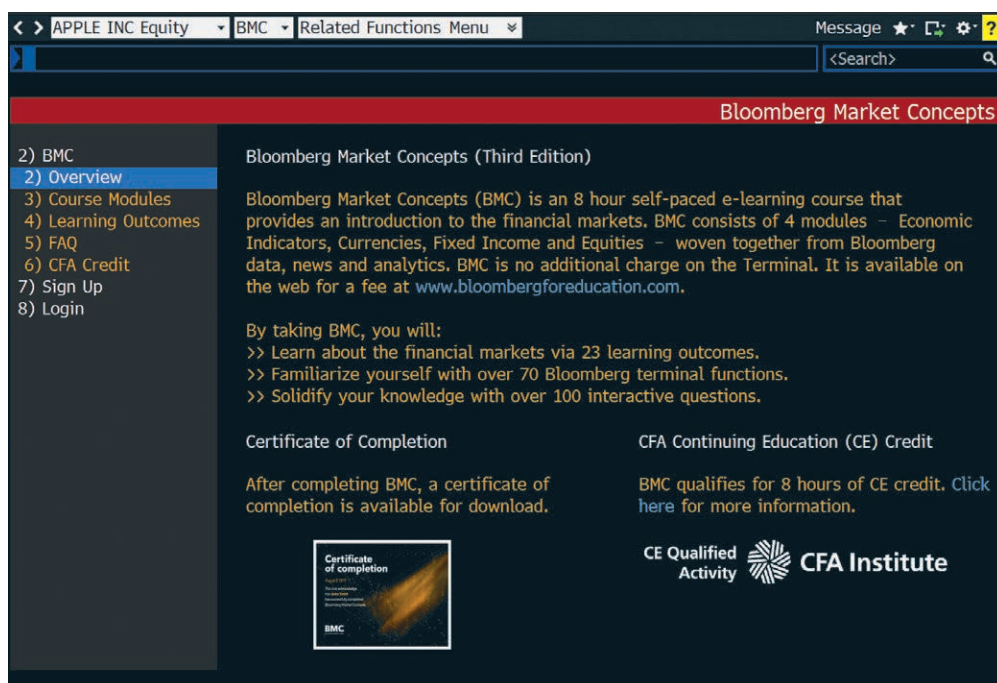 < > APPLE INC Equity BMC Related Functions Menu Message ?
<Search>
Bloomberg Market Concepts
2) BMC
2) Overview
3) Course Modules
4) Learning Outcomes
5) FAQ
6) CFA Credit
7) Sign Up
8) Login
Bloomberg Market Concepts (Third Edition)
Bloomberg Market Concepts (BMC) is an 8 hour self-paced e-learning course that
provides an introduction to the financial markets. BMC consists of 4 modules – Economic
Indicators, Currencies, Fixed Income and Equities – woven together from Bloomberg
data, news and analytics. BMC is no additional charge on the Terminal. It is available on
the web for a fee at www.bloombergforeducation.com.
By taking BMC, you will:
>> Learn about the financial markets via 23 learning outcomes.
>> Familiarize yourself with over 70 Bloomberg terminal functions.
>> Solidify your knowledge with over 100 interactive questions.
Certificate of Completion
After completing BMC, a certificate of
completion is available for download.
Certificate
of completion
BMC
CFA Continuing Education (CE) Credit
BMC qualifies for 8 hours of CE credit. Click
here for more information.
CE Qualified
Activity
CFA Institute